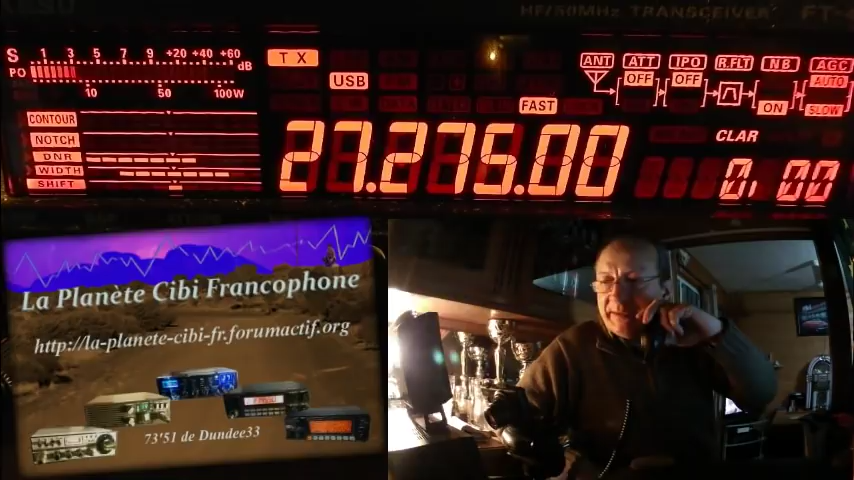 HF/50MHz TRANSCEIVER FT-
S 1 3 5 7 9 +20 +40 +60 dB
PO
10 50 100W
TX
USB
FAST
ANT ATT IPO R.FLT NB AGC
OFF OFF AUTO
ON SLOW
CONTOUR
NOTCH
DNR
WIDTH
SHIFT
27.275.00
CLAR
0.00
La Planète Cibi Francophone
http://la-planete-cibi-fr.forumactif.org
73'51 de Dundee33